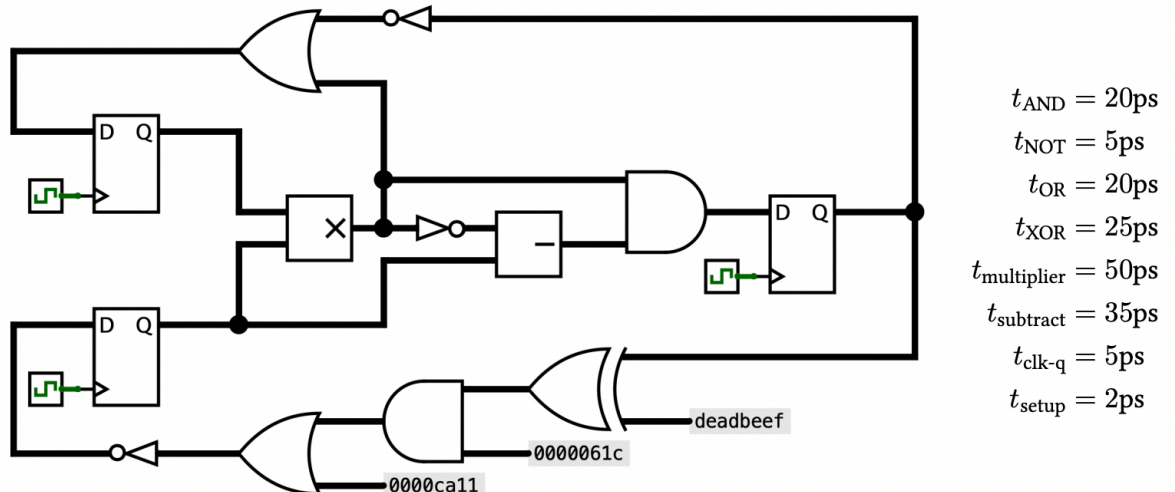 D Q
D Q
D Q
×
−
deadbeef
0000061c
0000ca11
t_AND = 20ps
t_NOT = 5ps
t_OR = 20ps
t_XOR = 25ps
t_multiplier = 50ps
t_subtract = 35ps
t_clk-q = 5ps
t_setup = 2ps